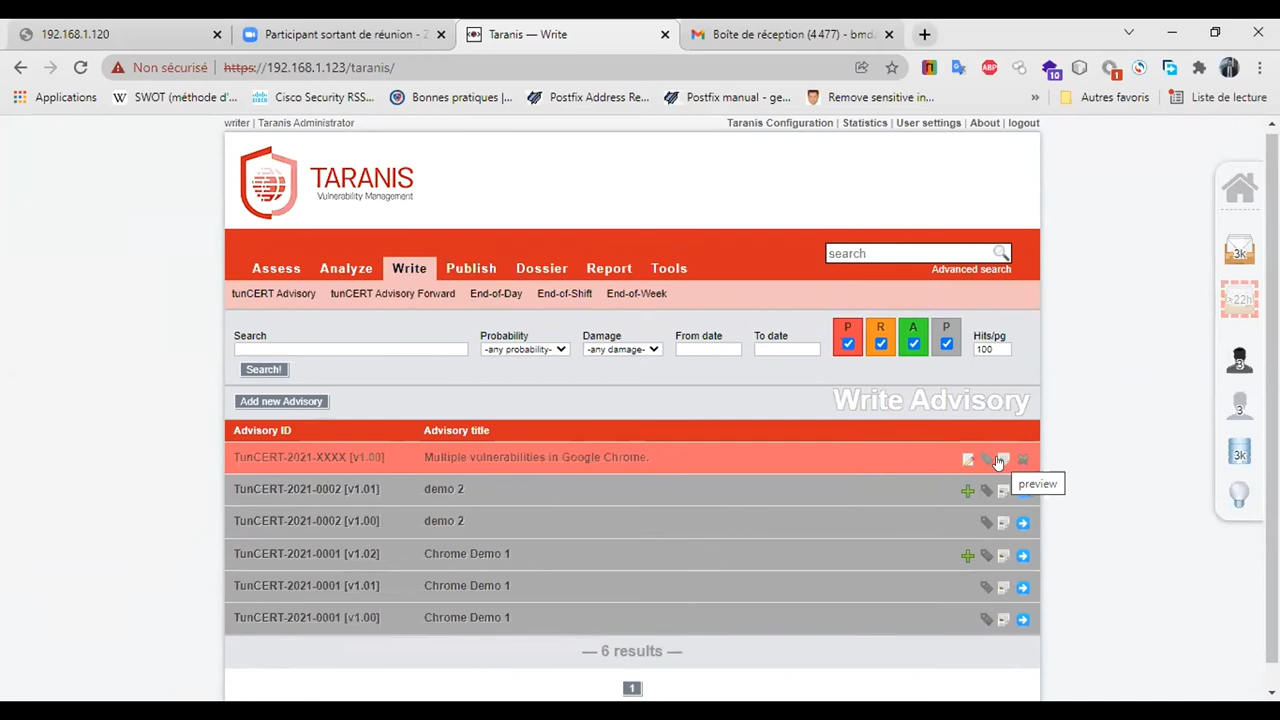 192.168.1.120
Participant sortant de réunion - Z
Taranis — Write
Boîte de réception (4 477) - bmda
Non sécurisé
https://192.168.1.123/taranis/
10
1
Applications
SWOT (méthode d'...
Cisco Security RSS...
Bonnes pratiques |...
Postfix Address Re...
Postfix manual - ge...
Remove sensitive in...
»
Autres favoris
Liste de lecture
writer | Taranis Administrator
Taranis Configuration | Statistics | User settings | About | logout
TARANIS
Vulnerability Management
search
Advanced search
Assess Analyze Write Publish Dossier Report Tools
tunCERT Advisory tunCERT Advisory Forward End-of-Day End-of-Shift End-of-Week
Search Probability Damage From date To date P R A P Hits/pg
-any probability- -any damage- 100
Search!
Add new Advisory
Write Advisory
Advisory ID Advisory title
TunCERT-2021-XXXX [v1.00] Multiple vulnerabilities in Google Chrome.
preview
TunCERT-2021-0002 [v1.01] demo 2
TunCERT-2021-0002 [v1.00] demo 2
TunCERT-2021-0001 [v1.02] Chrome Demo 1
TunCERT-2021-0001 [v1.01] Chrome Demo 1
TunCERT-2021-0001 [v1.00] Chrome Demo 1
— 6 results —
1
3k
>22h
3
3
3k